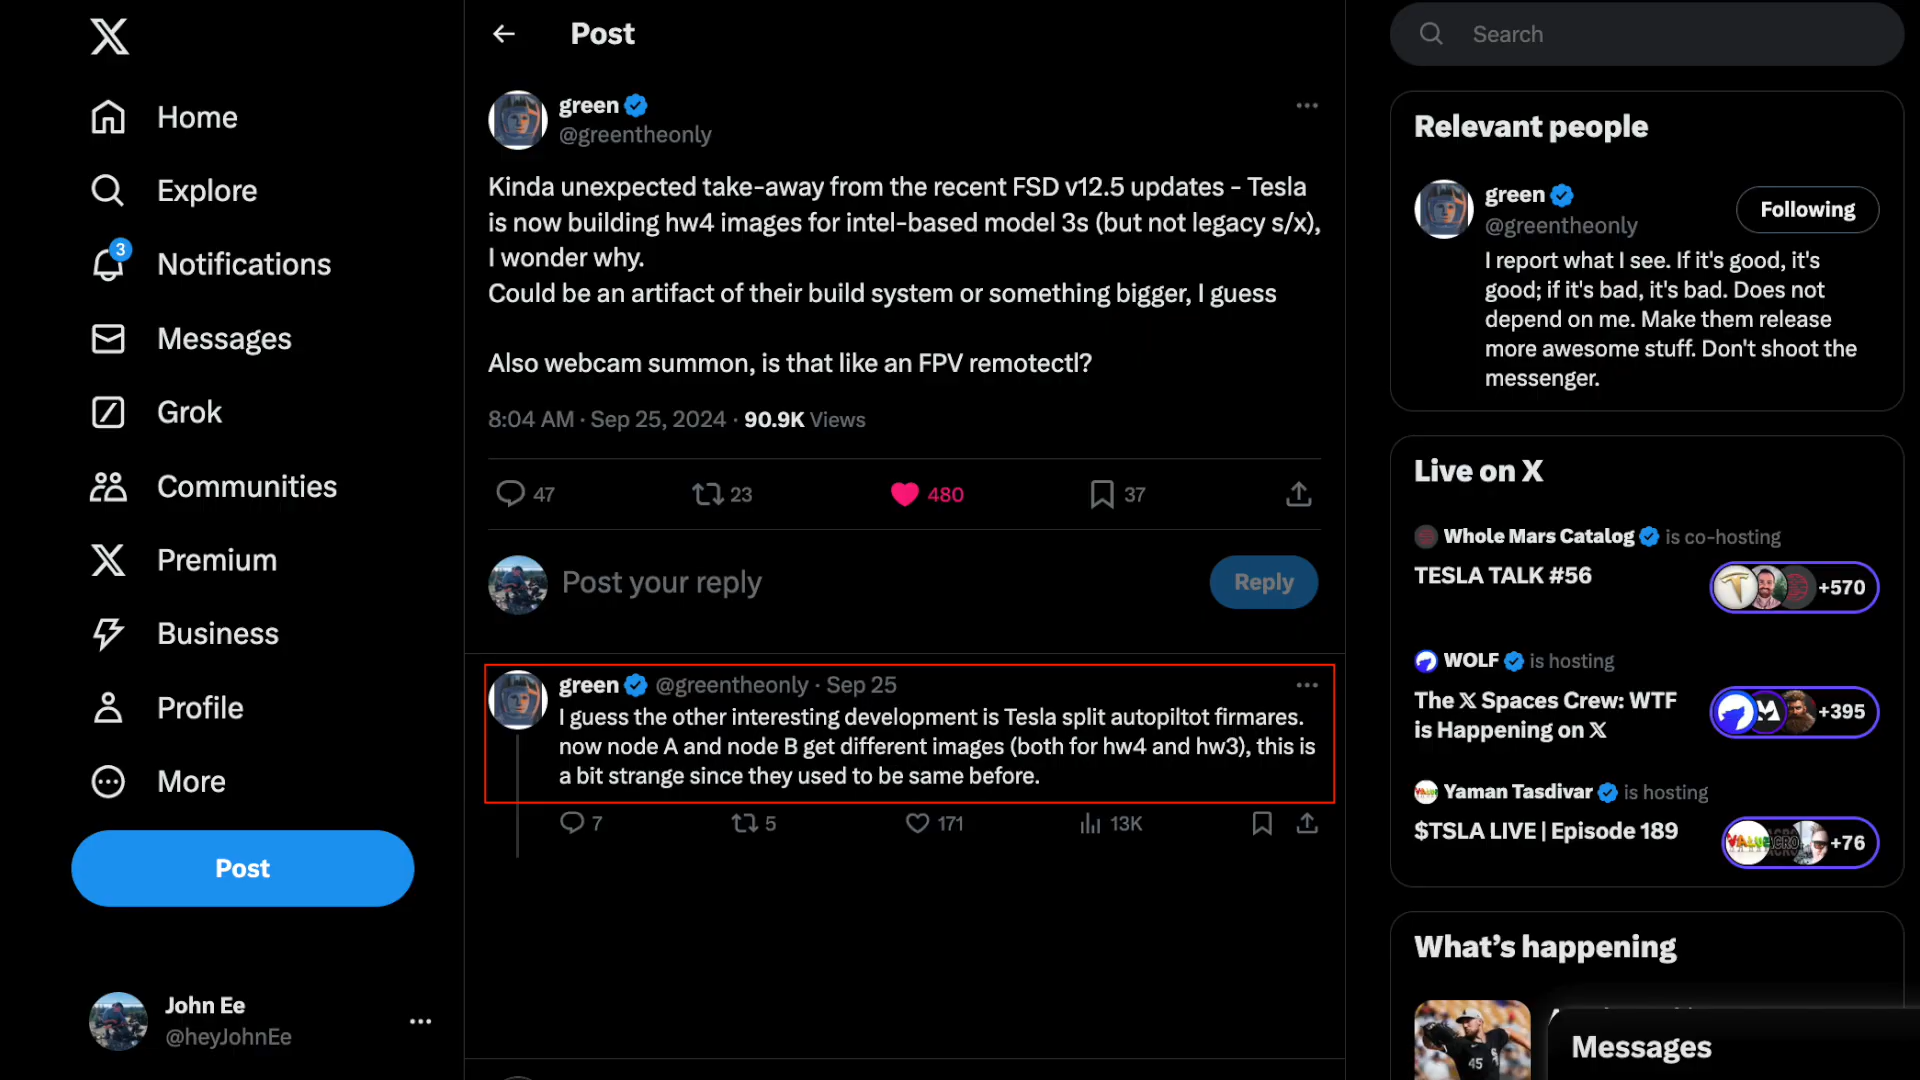 Home
Explore
3
Notifications
Messages
Grok
Communities
Premium
Business
Profile
More
Post
John Ee
@heyJohnEe
Post
green
@greentheonly
Kinda unexpected take-away from the recent FSD v12.5 updates - Tesla
is now building hw4 images for intel-based model 3s (but not legacy s/x),
I wonder why.
Could be an artifact of their build system or something bigger, I guess
Also webcam summon, is that like an FPV remotectl?
8:04 AM · Sep 25, 2024 · 90.9K Views
47 23 480 37
Post your reply
Reply
green @greentheonly · Sep 25
I guess the other interesting development is Tesla split autopiltot firmares.
now node A and node B get different images (both for hw4 and hw3), this is
a bit strange since they used to be same before.
7 5 171 13K
Search
Relevant people
green
@greentheonly
Following
I report what I see. If it's good, it's
good; if it's bad, it's bad. Does not
depend on me. Make them release
more awesome stuff. Don't shoot the
messenger.
Live on X
Whole Mars Catalog is co-hosting
TESLA TALK #56
+570
WOLF is hosting
The 𝕏 Spaces Crew: WTF
is Happening on 𝕏
+395
Yaman Tasdivar is hosting
$TSLA LIVE | Episode 189
+76
What's happening
45
Messages